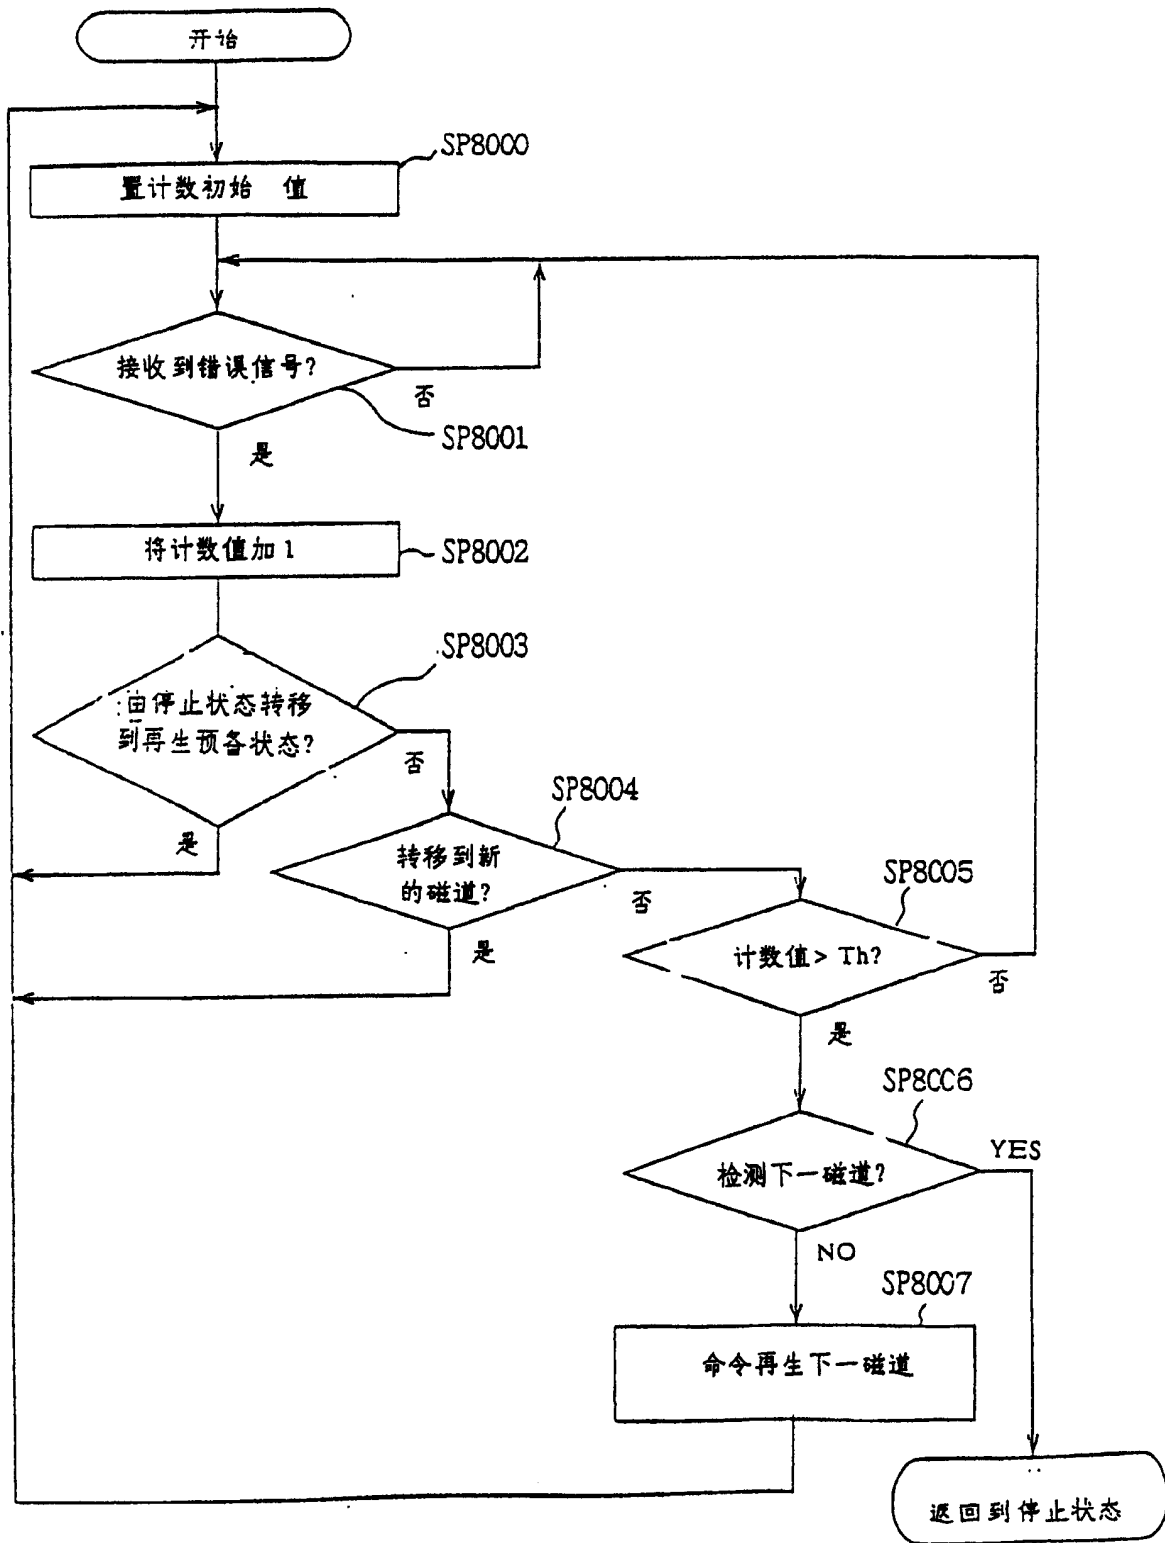 开始
SP8000
置计数初始 值
接收到错误信号?
否
SP8001
是
将计数值加1
SP8002
SP8003
由停止状态转移
到再生预备状态?
否
是
SP8004
转移到新
的磁道?
否
是
SP8005
计数值> Th?
否
是
SP8006
检测下一磁道?
YES
NO
SP8007
命令再生下一磁道
返回到停止状态